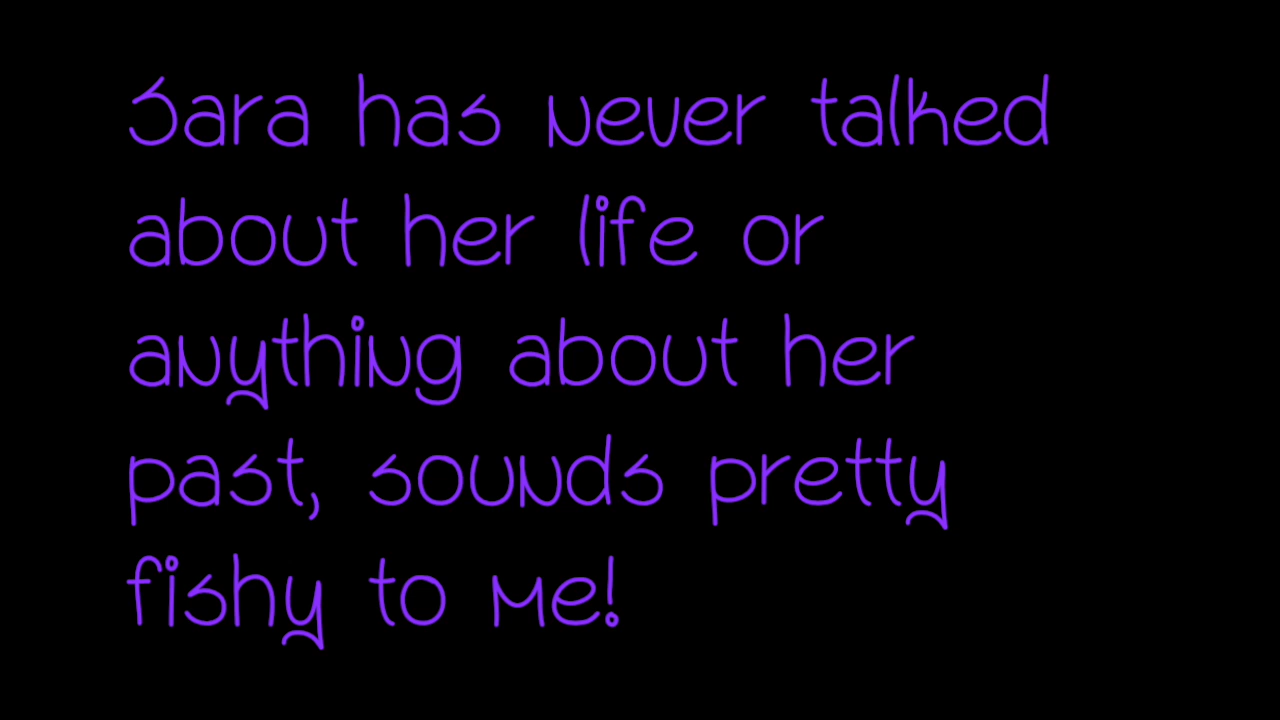 Sara has never talked
about her life or
anything about her
past, sounds pretty
fishy to me!